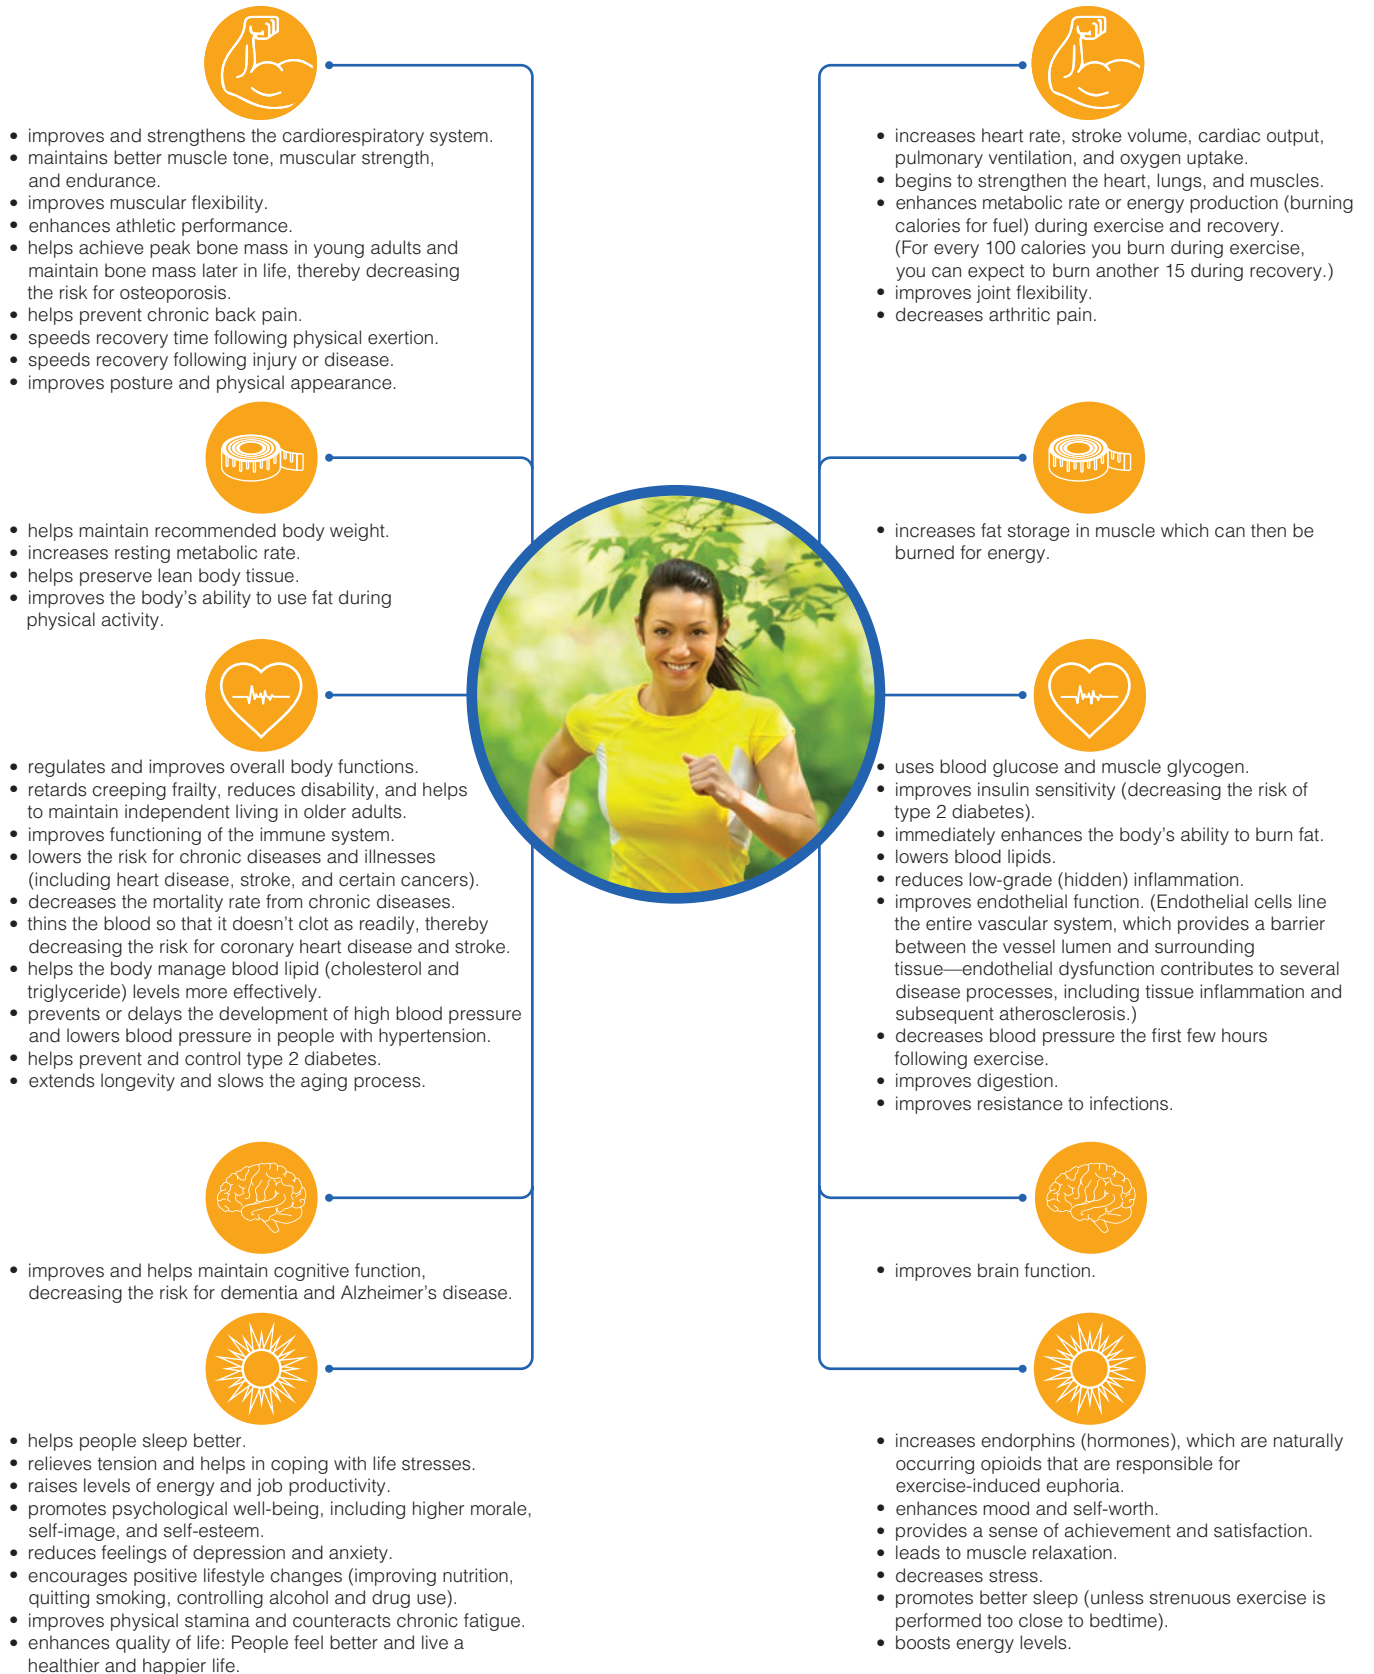 • improves and strengthens the cardiorespiratory system.
• maintains better muscle tone, muscular strength,
and endurance.
• improves muscular flexibility.
• enhances athletic performance.
• helps achieve peak bone mass in young adults and
maintain bone mass later in life, thereby decreasing
the risk for osteoporosis.
• helps prevent chronic back pain.
• speeds recovery time following physical exertion.
• speeds recovery following injury or disease.
• improves posture and physical appearance.
• helps maintain recommended body weight.
• increases resting metabolic rate.
• helps preserve lean body tissue.
• improves the body's ability to use fat during
physical activity.
• regulates and improves overall body functions.
• retards creeping frailty, reduces disability, and helps
to maintain independent living in older adults.
• improves functioning of the immune system.
• lowers the risk for chronic diseases and illnesses
(including heart disease, stroke, and certain cancers).
• decreases the mortality rate from chronic diseases.
• thins the blood so that it doesn't clot as readily, thereby
decreasing the risk for coronary heart disease and stroke.
• helps the body manage blood lipid (cholesterol and
triglyceride) levels more effectively.
• prevents or delays the development of high blood pressure
and lowers blood pressure in people with hypertension.
• helps prevent and control type 2 diabetes.
• extends longevity and slows the aging process.
• improves and helps maintain cognitive function,
decreasing the risk for dementia and Alzheimer's disease.
• helps people sleep better.
• relieves tension and helps in coping with life stresses.
• raises levels of energy and job productivity.
• promotes psychological well-being, including higher morale,
self-image, and self-esteem.
• reduces feelings of depression and anxiety.
• encourages positive lifestyle changes (improving nutrition,
quitting smoking, controlling alcohol and drug use).
• improves physical stamina and counteracts chronic fatigue.
• enhances quality of life: People feel better and live a
healthier and happier life.
• increases heart rate, stroke volume, cardiac output,
pulmonary ventilation, and oxygen uptake.
• begins to strengthen the heart, lungs, and muscles.
• enhances metabolic rate or energy production (burning
calories for fuel) during exercise and recovery.
(For every 100 calories you burn during exercise,
you can expect to burn another 15 during recovery.)
• improves joint flexibility.
• decreases arthritic pain.
• increases fat storage in muscle which can then be
burned for energy.
• uses blood glucose and muscle glycogen.
• improves insulin sensitivity (decreasing the risk of
type 2 diabetes).
• immediately enhances the body's ability to burn fat.
• lowers blood lipids.
• reduces low-grade (hidden) inflammation.
• improves endothelial function. (Endothelial cells line
the entire vascular system, which provides a barrier
between the vessel lumen and surrounding
tissue—endothelial dysfunction contributes to several
disease processes, including tissue inflammation and
subsequent atherosclerosis.)
• decreases blood pressure the first few hours
following exercise.
• improves digestion.
• improves resistance to infections.
• improves brain function.
• increases endorphins (hormones), which are naturally
occurring opioids that are responsible for
exercise-induced euphoria.
• enhances mood and self-worth.
• provides a sense of achievement and satisfaction.
• leads to muscle relaxation.
• decreases stress.
• promotes better sleep (unless strenuous exercise is
performed too close to bedtime).
• boosts energy levels.